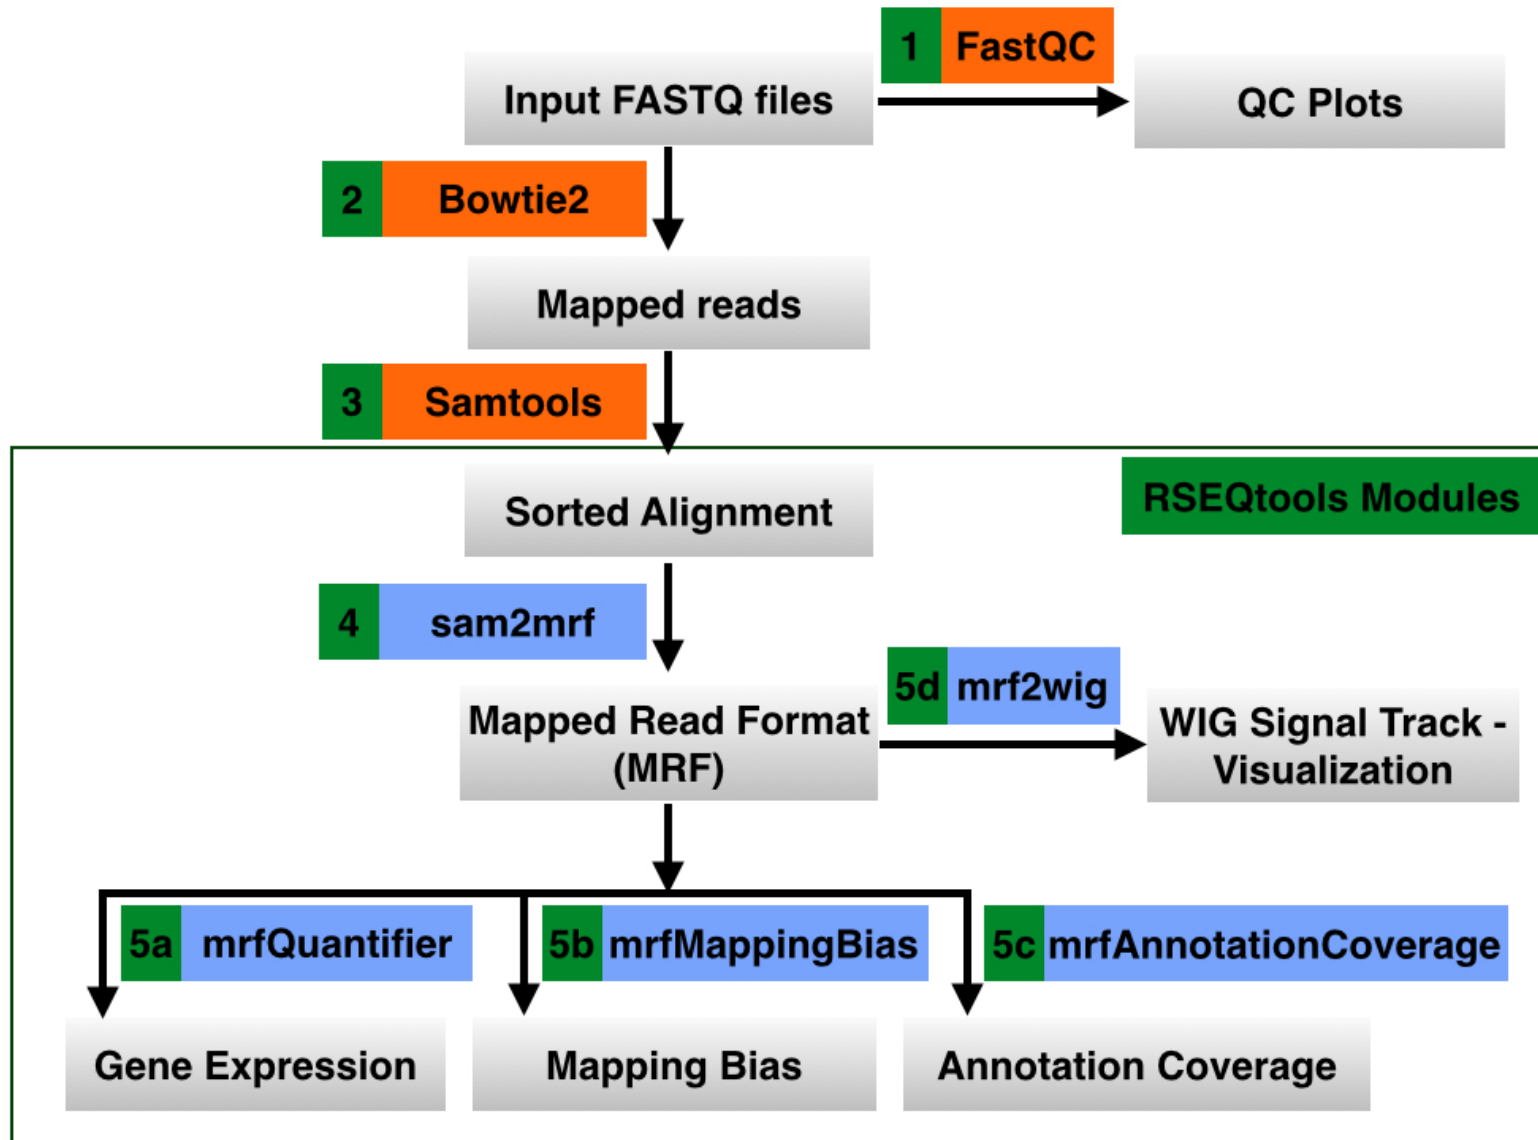 1 FastQC
Input FASTQ files
QC Plots
2 Bowtie2
Mapped reads
3 Samtools
Sorted Alignment
RSEQtools Modules
4 sam2mrf
5d mrf2wig
Mapped Read Format
(MRF)
WIG Signal Track -
Visualization
5a mrfQuantifier
5b mrfMappingBias
5c mrfAnnotationCoverage
Gene Expression
Mapping Bias
Annotation Coverage